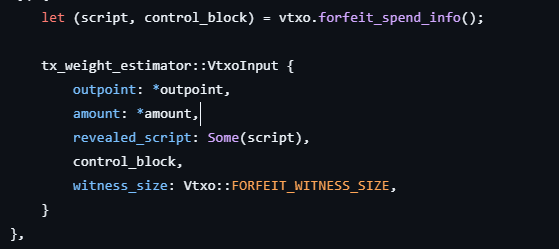 let (script, control_block) = vtxo.forfeit_spend_info();
tx_weight_estimator::VtxoInput {
outpoint: *outpoint,
amount: *amount,
revealed_script: Some(script),
control_block,
witness_size: Vtxo::FORFEIT_WITNESS_SIZE,
}
},